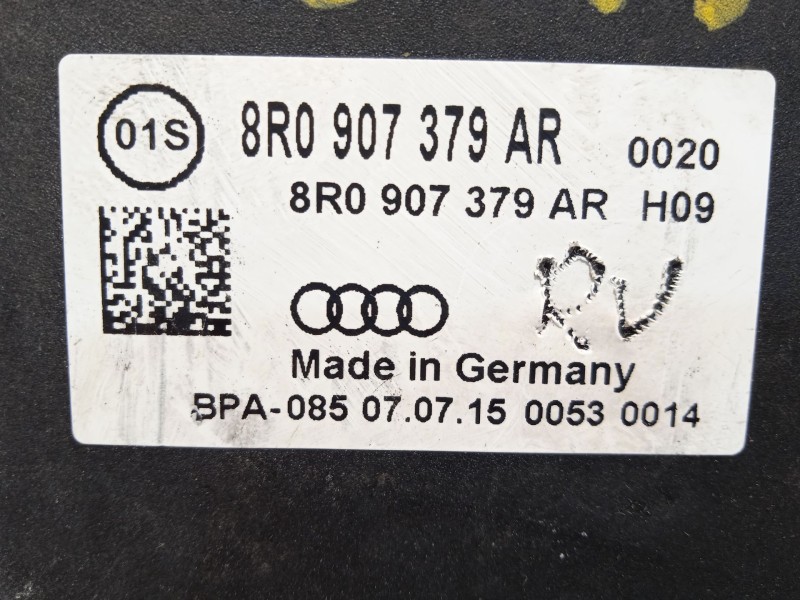 01S 8R0 907 379 AR 0020
8R0 907 379 AR H09
RV
Made in Germany
BPA-085 07.07.15 0053 0014